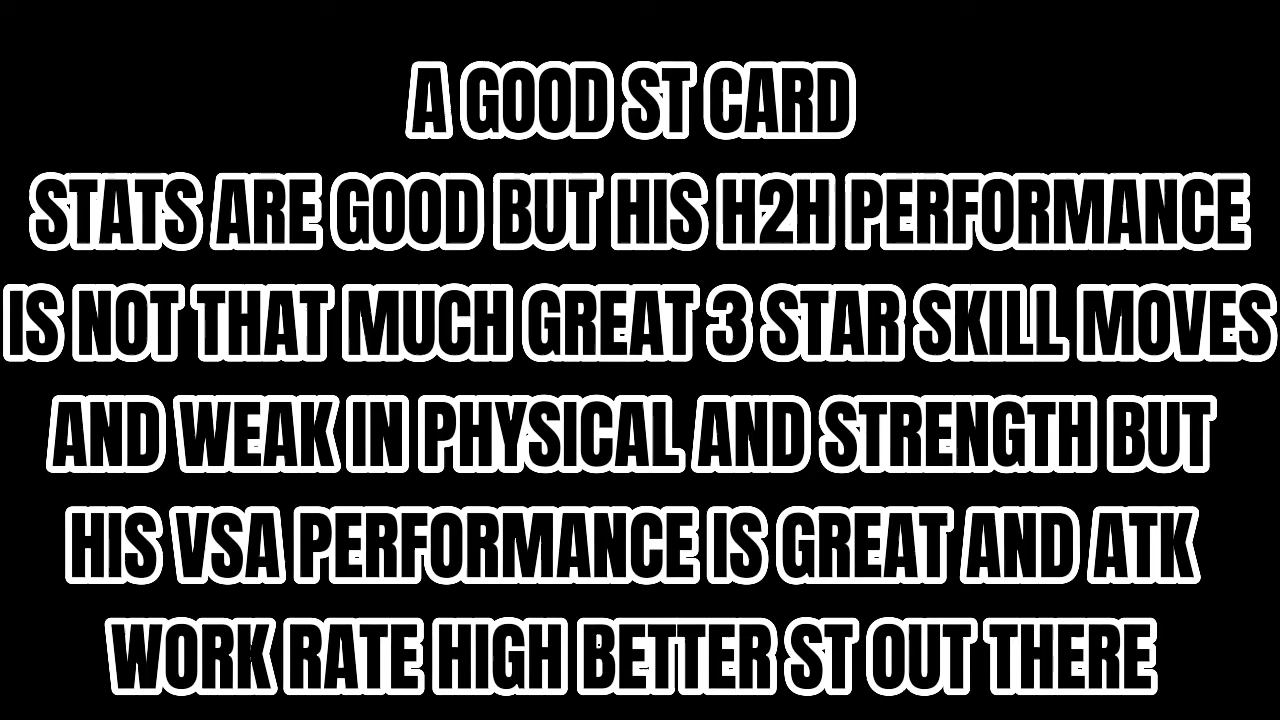 A GOOD ST CARD
STATS ARE GOOD BUT HIS H2H PERFORMANCE
IS NOT THAT MUCH GREAT 3 STAR SKILL MOVES
AND WEAK IN PHYSICAL AND STRENGTH BUT
HIS VSA PERFORMANCE IS GREAT AND ATK
WORK RATE HIGH BETTER ST OUT THERE